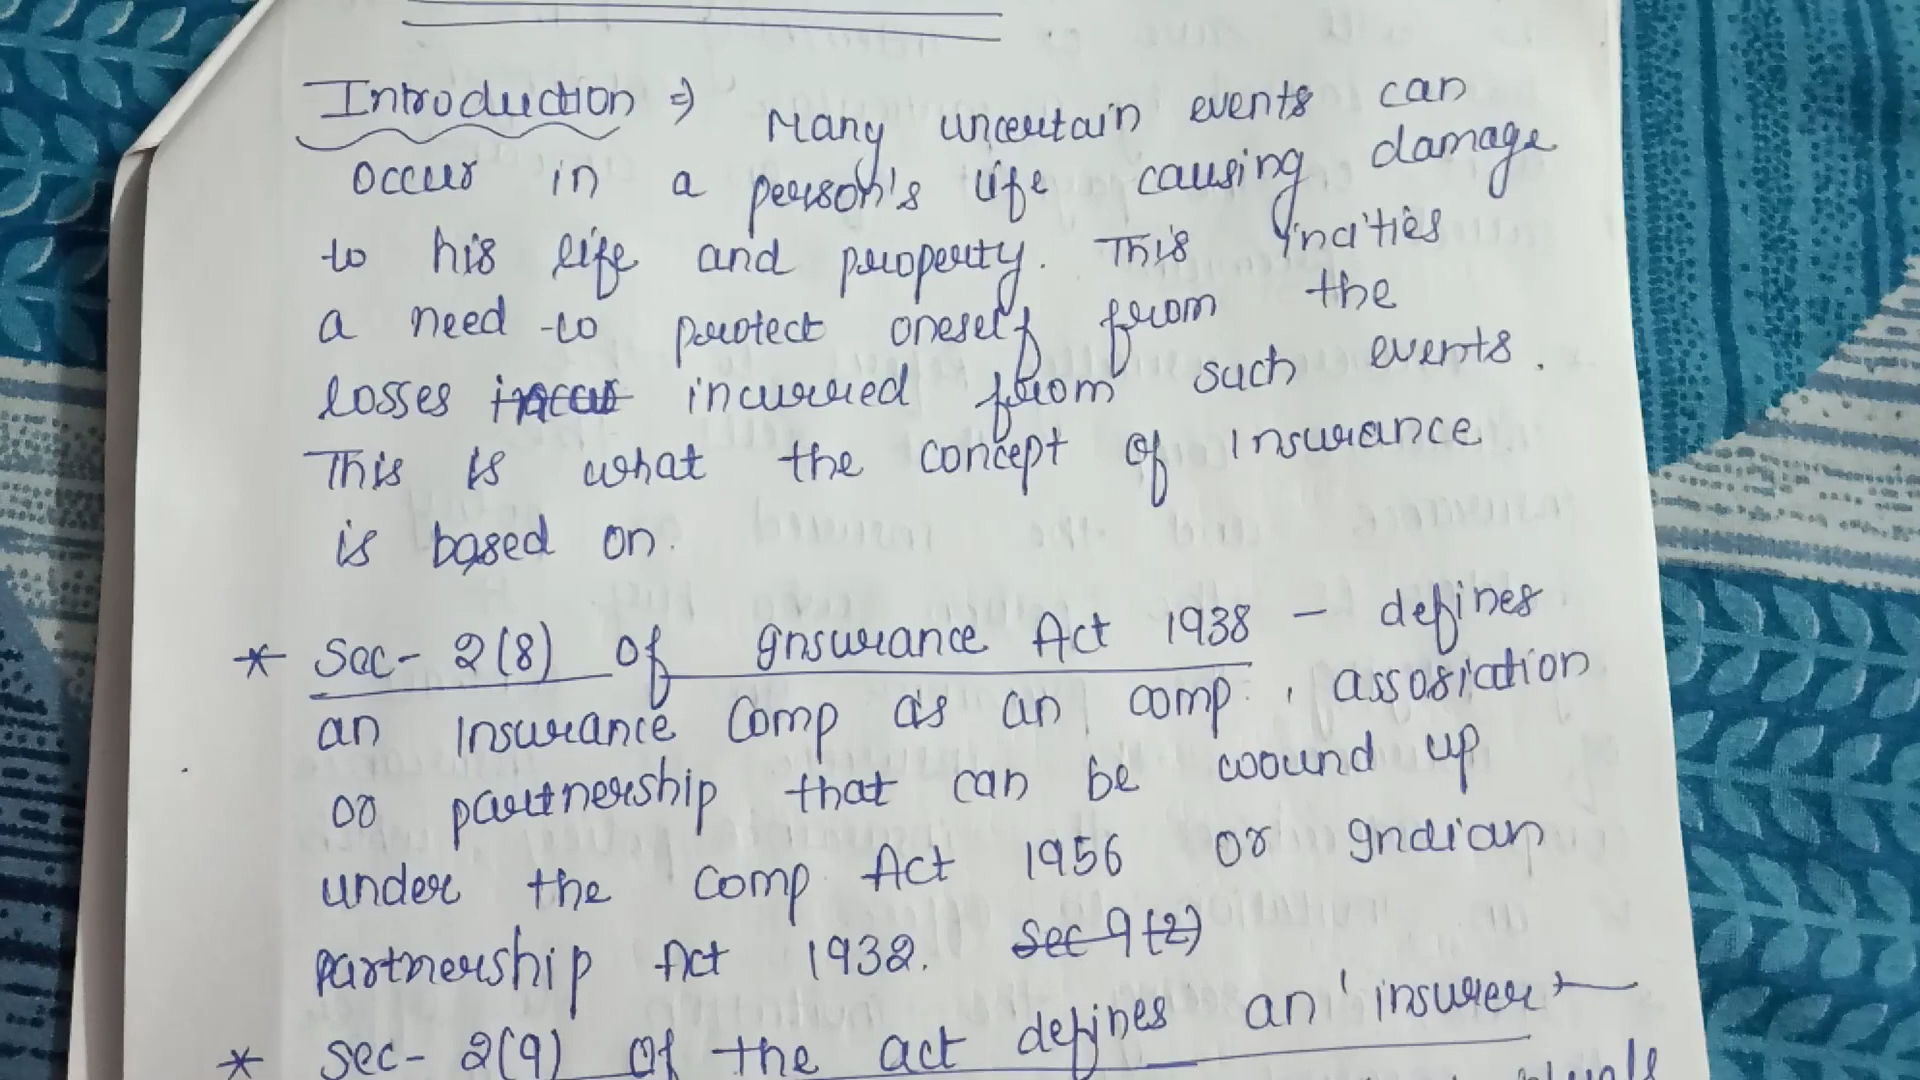 Introduction ⇒ Many uncertain events can
occur in a person's life causing damage
to his life and property. This incities
a need to protect oneself from the
losses incurred from such events.
This is what the concept of insurance
is based on.
* Sec- 2(8) of Insurance Act 1938 - defines
an insurance comp as an comp, assosiation
or partnership that can be wound up
under the comp Act 1956 or Indian
Partnership Act 1932. sec 9(2)
* Sec- 2(9) of the act defines an 'insurer'